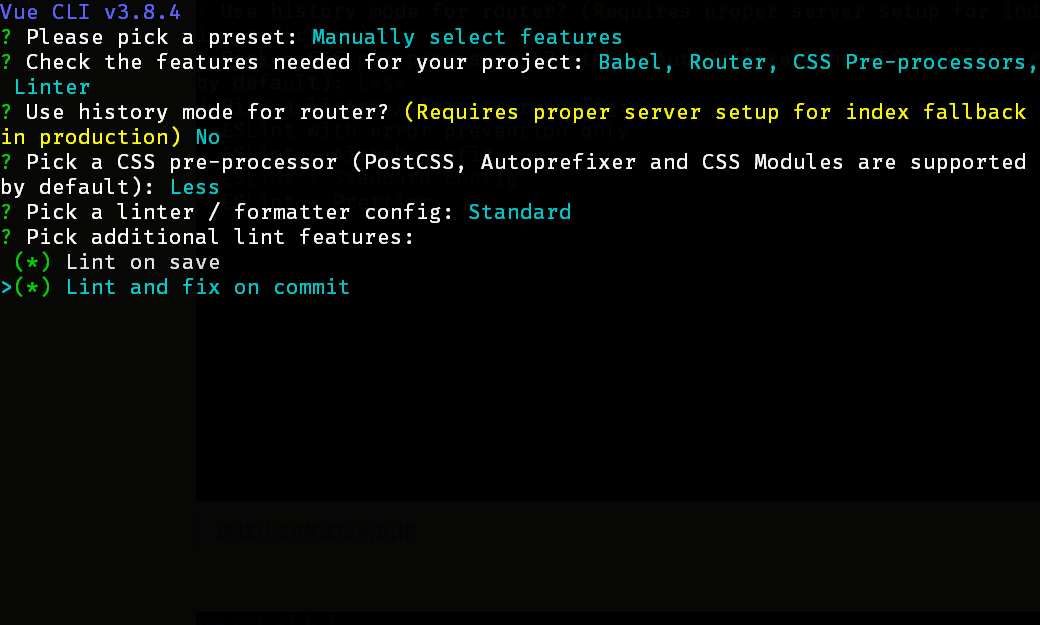 Vue CLI v3.8.4
? Please pick a preset: Manually select features
? Check the features needed for your project: Babel, Router, CSS Pre-processors,
Linter
? Use history mode for router? (Requires proper server setup for index fallback
in production) No
? Pick a CSS pre-processor (PostCSS, Autoprefixer and CSS Modules are supported
by default): Less
? Pick a linter / formatter config: Standard
? Pick additional lint features:
(*) Lint on save
>(*) Lint and fix on commit